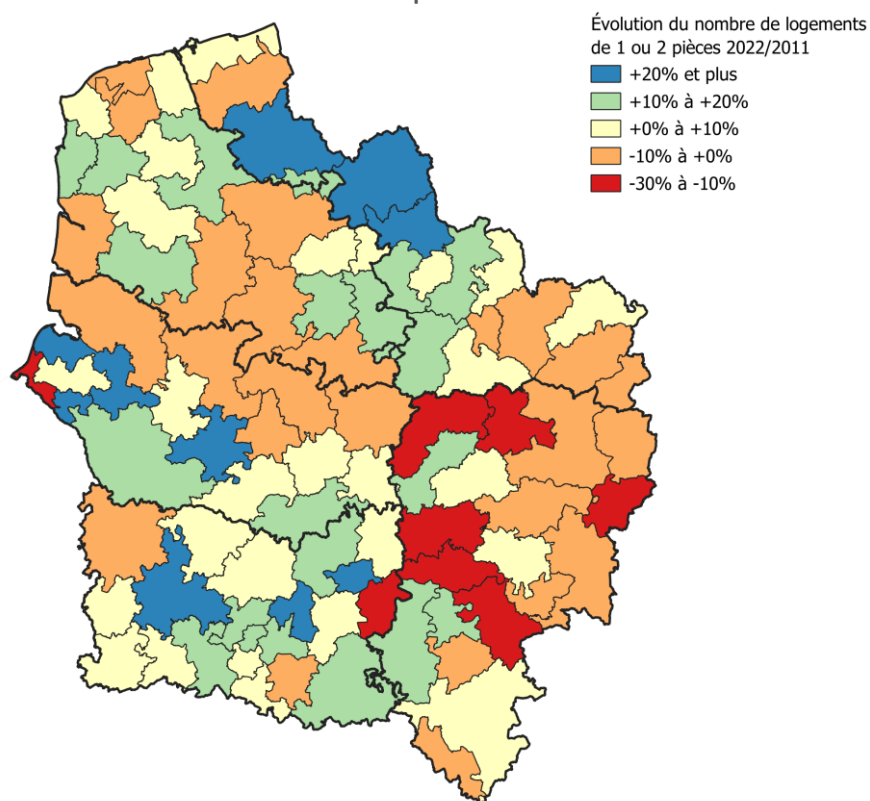 Évolution du nombre de logements
de 1 ou 2 pièces 2022/2011
+20% et plus
+10% à +20%
+0% à +10%
-10% à +0%
-30% à -10%